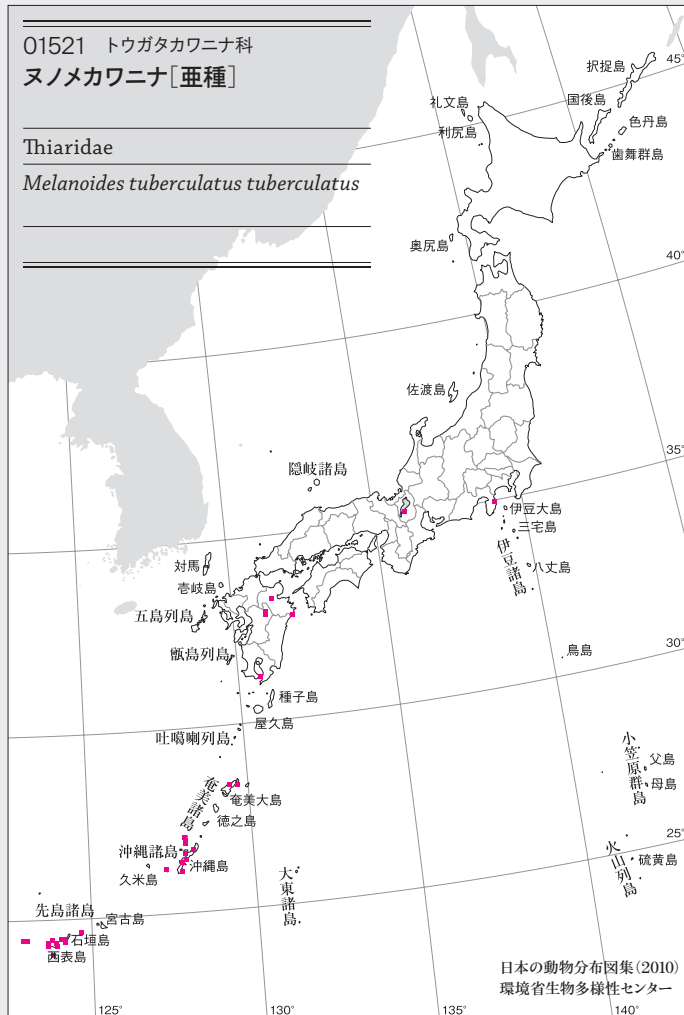 01521 トウガタカワニナ科
ヌノメカワニナ[亜種]
Thiaridae
Melanoides tuberculatus tuberculatus
択捉島
国後島
色丹島
歯舞群島
礼文島
利尻島
奥尻島
佐渡島
隠岐諸島
対馬
壱岐島
五島列島
甑島列島
種子島
屋久島
吐噶喇列島
奄美諸島
奄美大島
徳之島
沖縄諸島
沖縄島
久米島
先島諸島
宮古島
石垣島
西表島
大東諸島
伊豆大島
三宅島
伊豆諸島
八丈島
鳥島
小笠原群島
父島
母島
火山列島
硫黄島
45°
40°
35°
30°
25°
125°
130°
135°
140°
日本の動物分布図集(2010)
環境省生物多様性センター